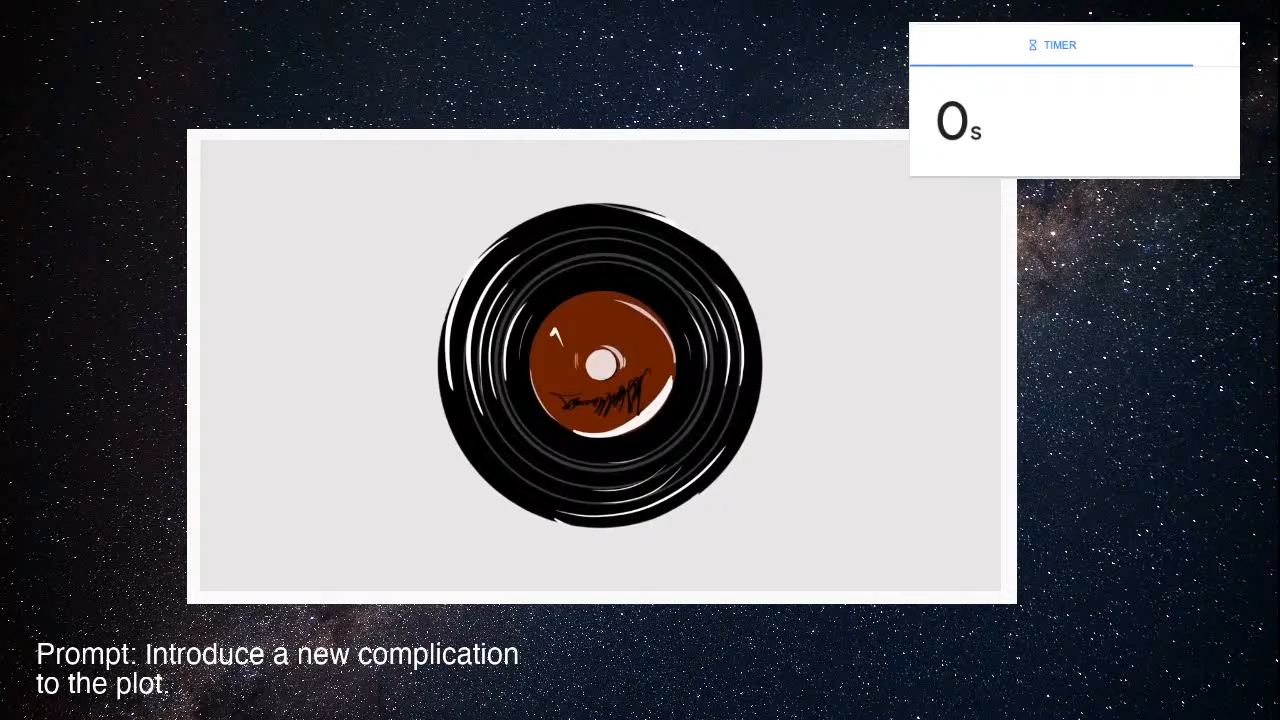 TIMER
0s
Prompt: Introduce a new complication
to the plot.